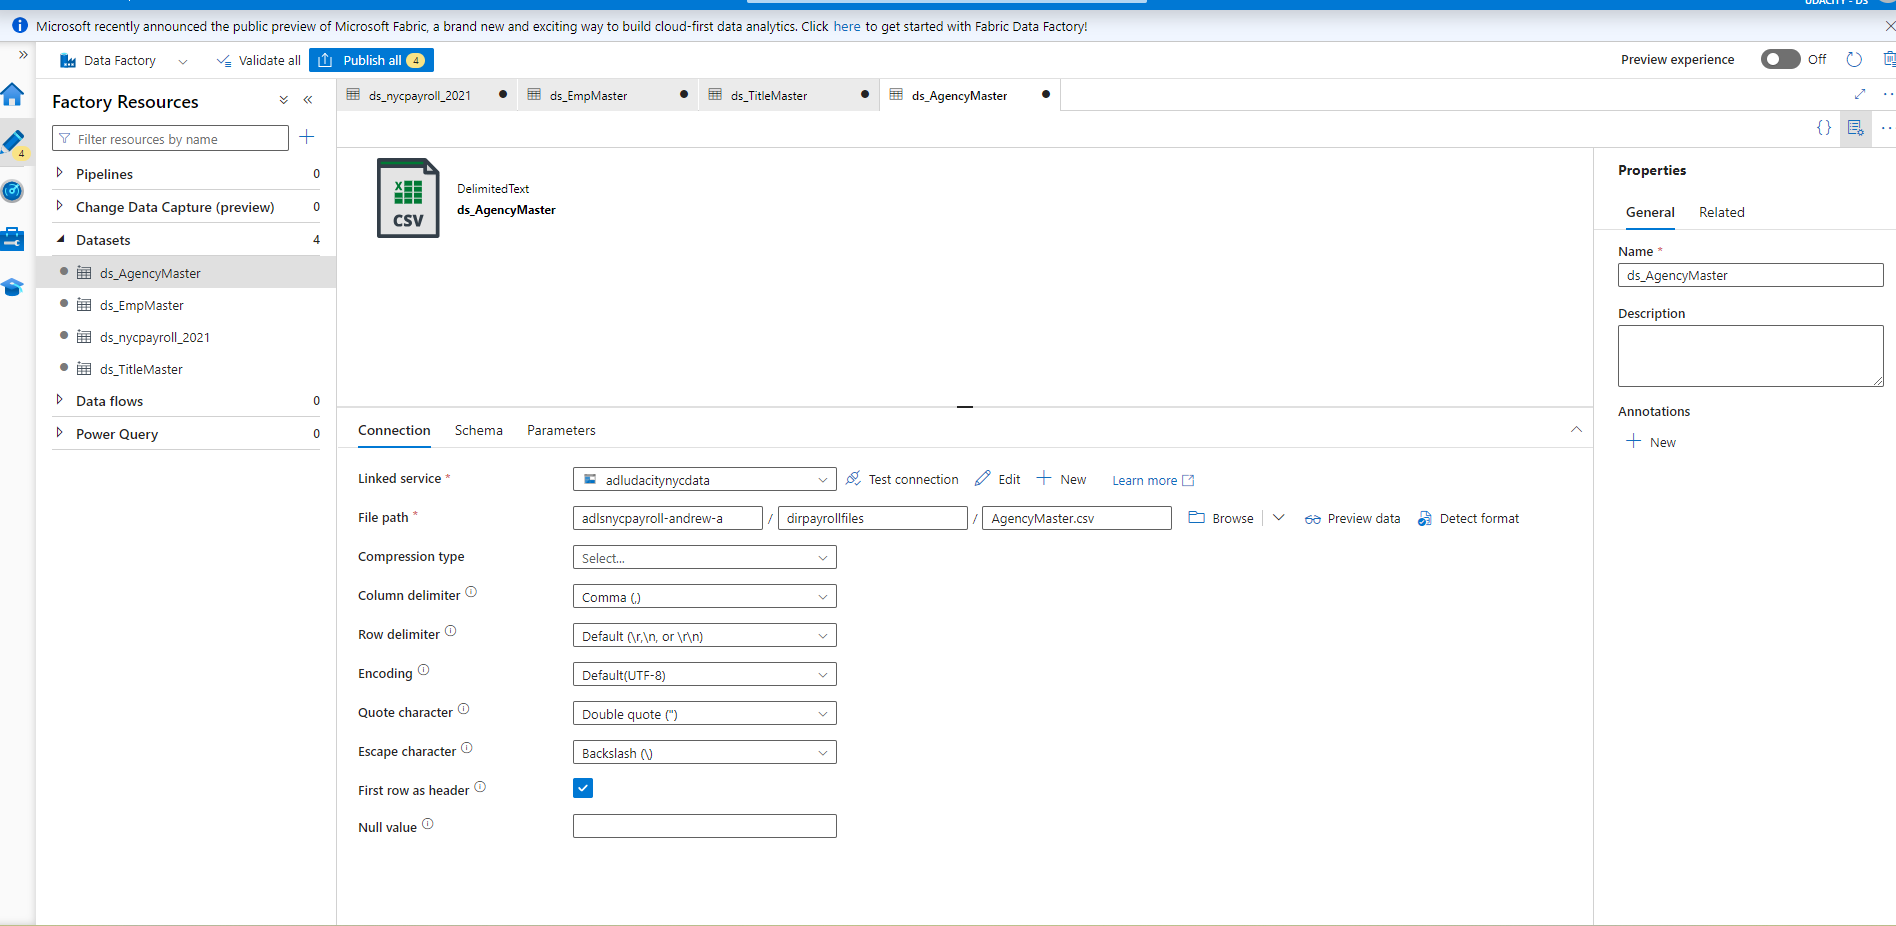 UDACITY - DS
Microsoft recently announced the public preview of Microsoft Fabric, a brand new and exciting way to build cloud-first data analytics. Click here to get started with Fabric Data Factory!
Data Factory Validate all Publish all 4 Preview experience Off
Factory Resources
Filter resources by name
4
Pipelines 0
Change Data Capture (preview) 0
Datasets 4
ds_AgencyMaster
ds_EmpMaster
ds_nycpayroll_2021
ds_TitleMaster
Data flows 0
Power Query 0
ds_nycpayroll_2021 ds_EmpMaster ds_TitleMaster ds_AgencyMaster
{}
X
CSV
DelimitedText
ds_AgencyMaster
Connection Schema Parameters
Linked service * adludacitynycdata Test connection Edit New Learn more
File path * adlsnycpayroll-andrew-a / dirpayrollfiles / AgencyMaster.csv Browse Preview data Detect format
Compression type Select...
Column delimiter Comma (,)
Row delimiter Default (\r,\n, or \r\n)
Encoding Default(UTF-8)
Quote character Double quote (")
Escape character Backslash (\)
First row as header
Null value
Properties
General Related
Name *
ds_AgencyMaster
Description
Annotations
New